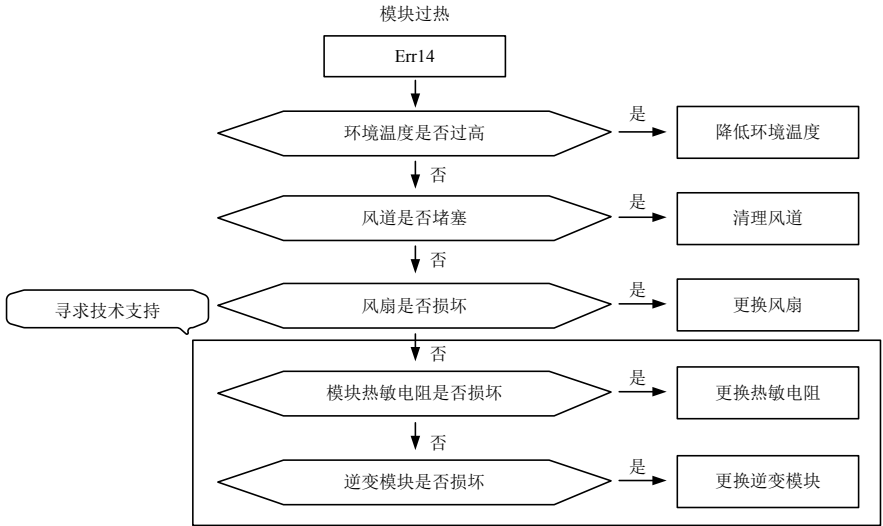 模块过热
Err14
环境温度是否过高
是
降低环境温度
否
风道是否堵塞
是
清理风道
否
寻求技术支持
风扇是否损坏
是
更换风扇
否
模块热敏电阻是否损坏
是
更换热敏电阻
否
逆变模块是否损坏
是
更换逆变模块